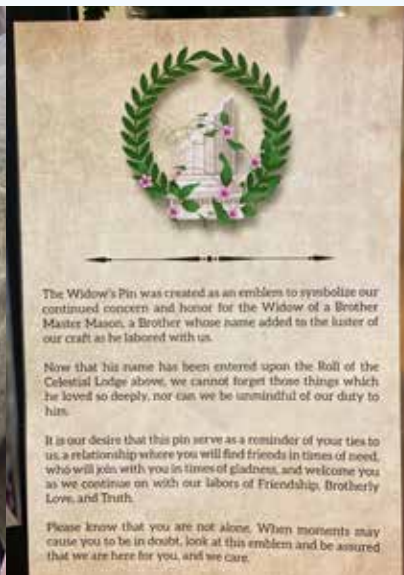 The Widow's Pin was created as an emblem to symbolize our
continued concern and honor for the Widow of a Brother
Master Mason, a Brother whose name added to the luster of
our craft as he labored with us.
Now that his name has been entered upon the Roll of the
Celestial Lodge above, we cannot forget those things which
he loved so deeply, nor can we be unmindful of our duty to
him.
It is our desire that this pin serve as a reminder of your ties to
us, a relationship where you will find friends in times of need,
who will join with you in times of gladness, and welcome you
as we continue on with our labors of Friendship, Brotherly
Love, and Truth.
Please know that you are not alone. When moments may
cause you to be in doubt, look at this emblem and be assured
that we are here for you, and we care.